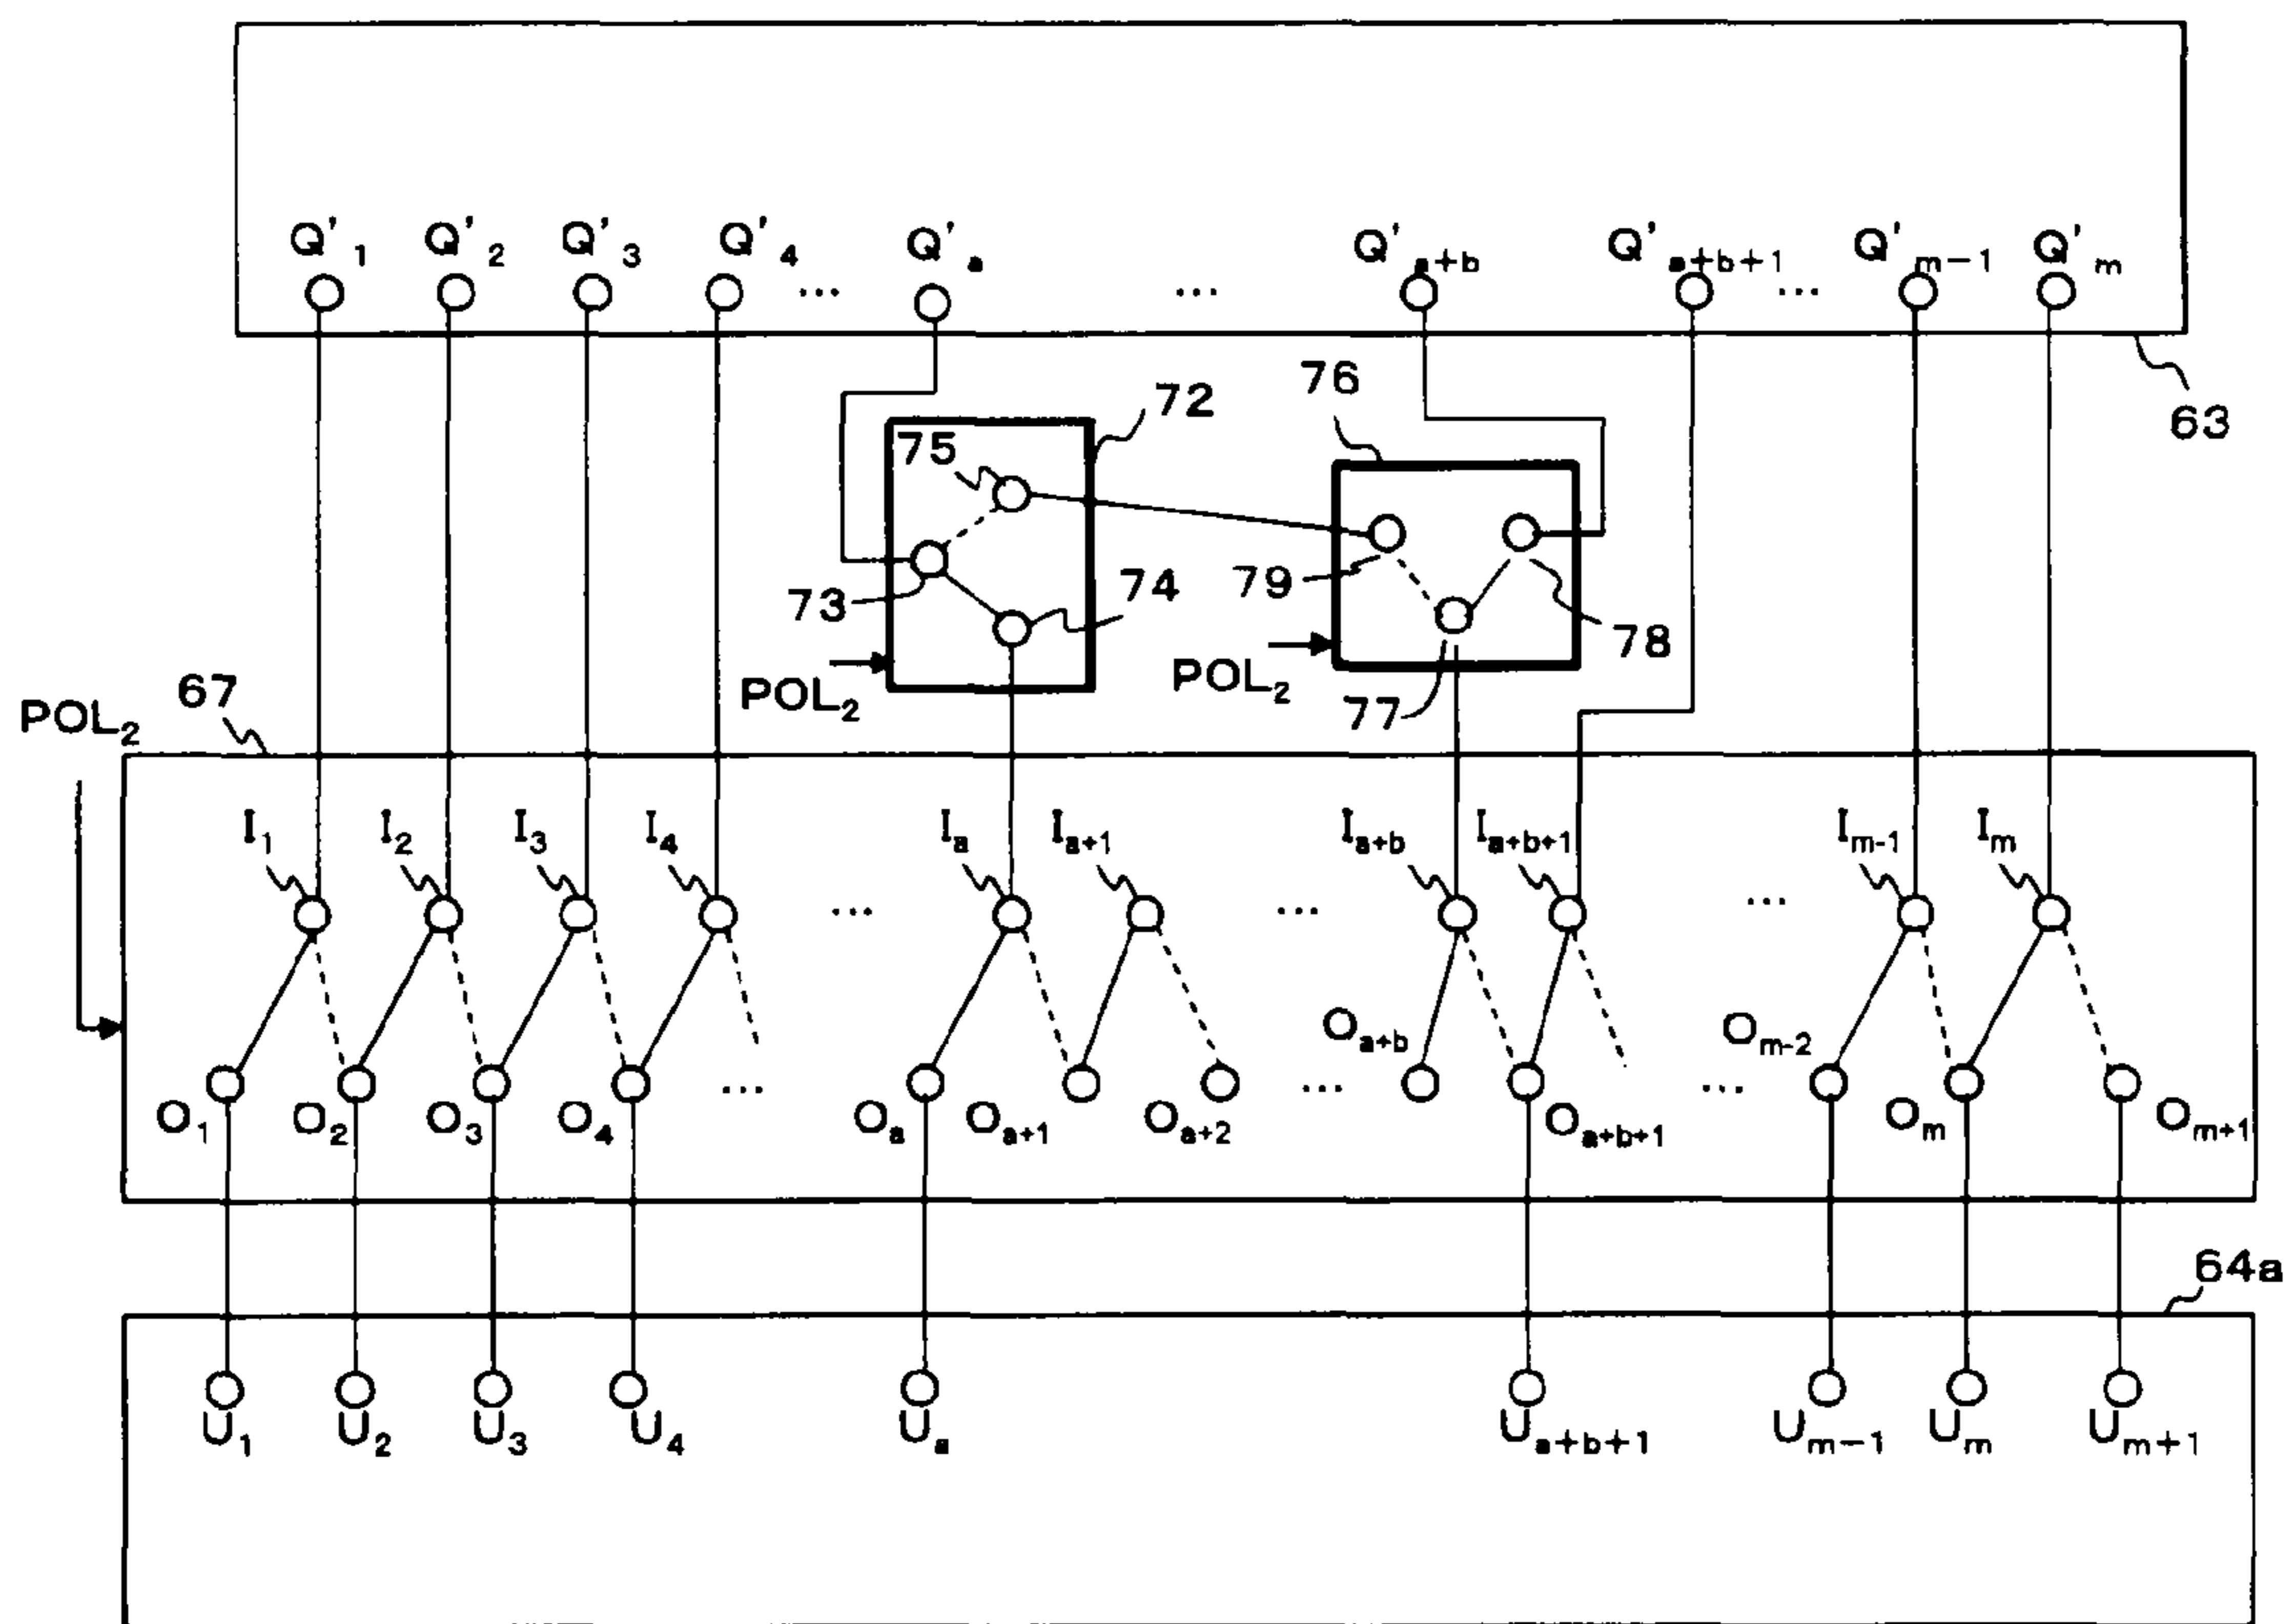 Q'1 Q'2 Q'3 Q'4 ... Q'a ... Q'a+b Q'a+b+1 ... Q'm-1 Q'm
63
72
76
75
79
73
74
78
77
POL2
POL2
POL2
67
I1 I2 I3 I4 Ia Ia+1 Ia+b Ia+b+1 Im-1 Im
... ... ...
Oa+b Om-2
... ... ...
O1 O2 O3 O4 Oa Oa+1 Oa+2 Oa+b+1 Om Om+1
64a
U1 U2 U3 U4 Ua Ua+b+1 Um-1 Um Um+1